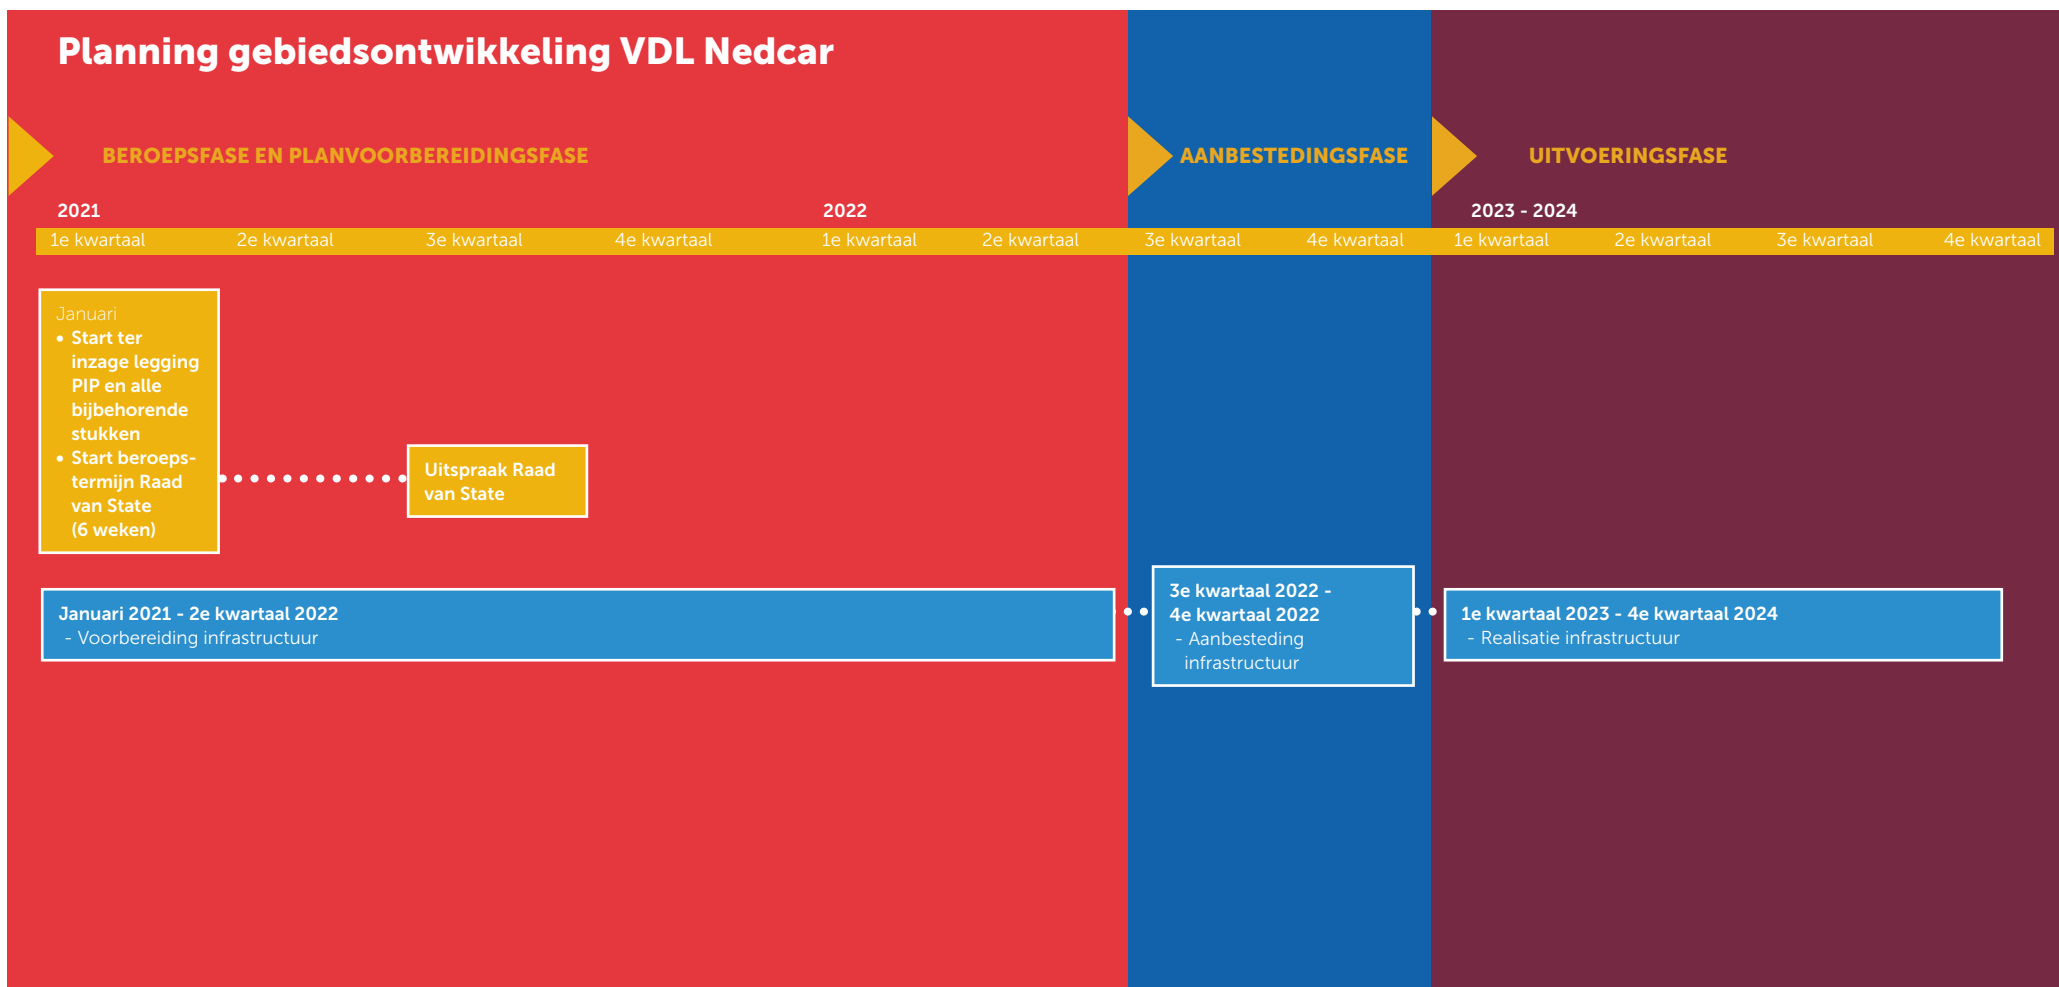 Planning gebiedsontwikkeling VDL Nedcar
BEROEPSFASE EN PLANVOORBEREIDINGSFASE
AANBESTEDINGSFASE
UITVOERINGSFASE
2021
2022
2023 - 2024
1e kwartaal 2e kwartaal 3e kwartaal 4e kwartaal 1e kwartaal 2e kwartaal 3e kwartaal 4e kwartaal 1e kwartaal 2e kwartaal 3e kwartaal 4e kwartaal
Januari
• Start ter
inzage legging
PIP en alle
bijbehorende
stukken
• Start beroeps-
termijn Raad
van State
(6 weken)
Uitspraak Raad
van State
Januari 2021 - 2e kwartaal 2022
- Voorbereiding infrastructuur
3e kwartaal 2022 -
4e kwartaal 2022
- Aanbesteding
infrastructuur
1e kwartaal 2023 - 4e kwartaal 2024
- Realisatie infrastructuur